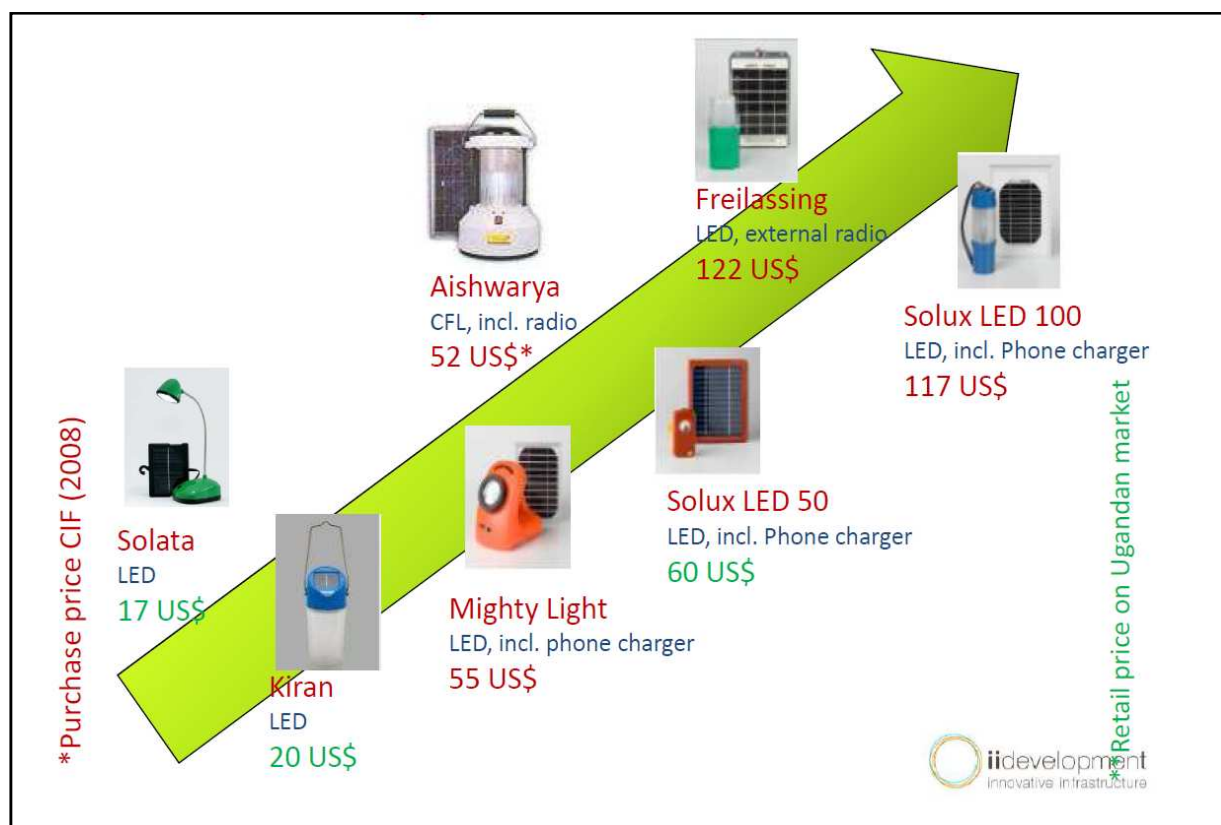 *Purchase price CIF (2008)
Solata
LED
17 US$
Kiran
LED
20 US$
Aishwarya
CFL, incl. radio
52 US$*
Mighty Light
LED, incl. phone charger
55 US$
Freilassing
LED, external radio
122 US$
Solux LED 50
LED, incl. Phone charger
60 US$
Solux LED 100
LED, incl. Phone charger
117 US$
**Retail price on Ugandan market
iidevelopment
innovative infrastructure